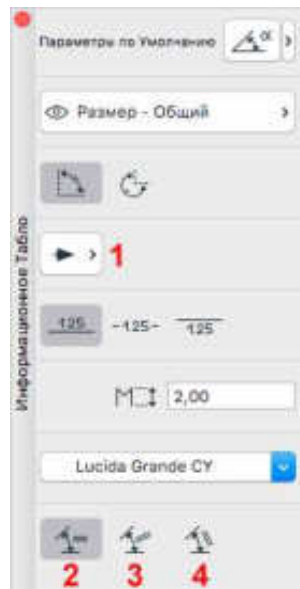 Параметры по Умолчанию
α
Размер - Общий
Информационное Табло
1
125 -125- 125
M 2,00
Lucida Grande CY
2 3 4